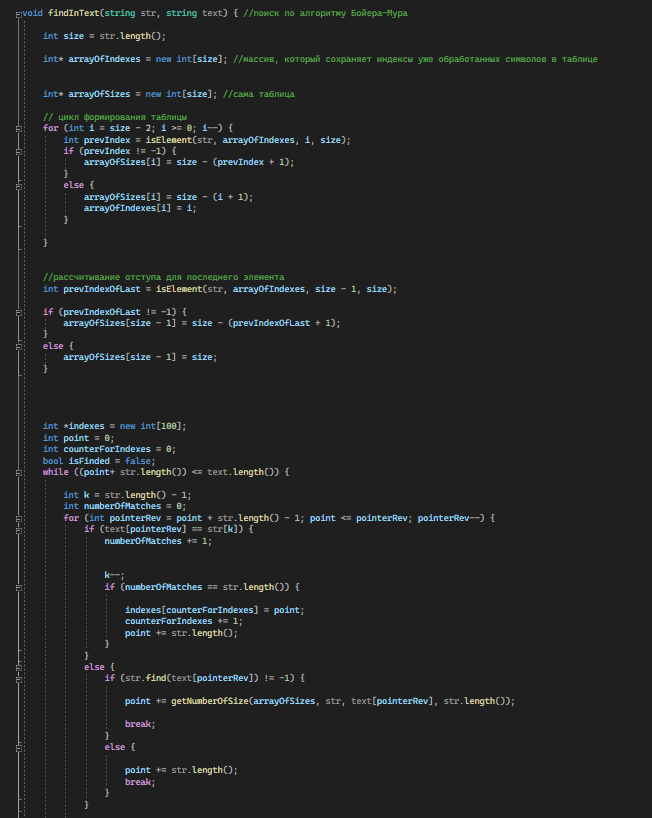 void findInText(string str, string text) { //поиск по алгоритму Бойера-Мура
int size = str.length();
int* arrayOfIndexes = new int[size]; //массив, который сохраняет индексы уже обработанных символов в таблице
int* arrayOfSizes = new int[size]; //сама таблица
// цикл формирования таблицы
for (int i = size - 2; i >= 0; i--) {
int prevIndex = isElement(str, arrayOfIndexes, i, size);
if (prevIndex != -1) {
arrayOfSizes[i] = size - (prevIndex + 1);
}
else {
arrayOfSizes[i] = size - (i + 1);
arrayOfIndexes[i] = i;
}
}
//рассчитывание отступа для последнего элемента
int prevIndexOfLast = isElement(str, arrayOfIndexes, size - 1, size);
if (prevIndexOfLast != -1) {
arrayOfSizes[size - 1] = size - (prevIndexOfLast + 1);
}
else {
arrayOfSizes[size - 1] = size;
}
int *indexes = new int[100];
int point = 0;
int counterForIndexes = 0;
bool isFinded = false;
while ((point+ str.length()) <= text.length()) {
int k = str.length() - 1;
int numberOfMatches = 0;
for (int pointerRev = point + str.length() - 1; point <= pointerRev; pointerRev--) {
if (text[pointerRev] == str[k]) {
numberOfMatches += 1;
k--;
if (numberOfMatches == str.length()) {
indexes[counterForIndexes] = point;
counterForIndexes += 1;
point += str.length();
}
}
else {
if (str.find(text[pointerRev]) != -1) {
point += getNumberOfSize(arrayOfSizes, str, text[pointerRev], str.length());
break;
}
else {
point += str.length();
break;
}
}